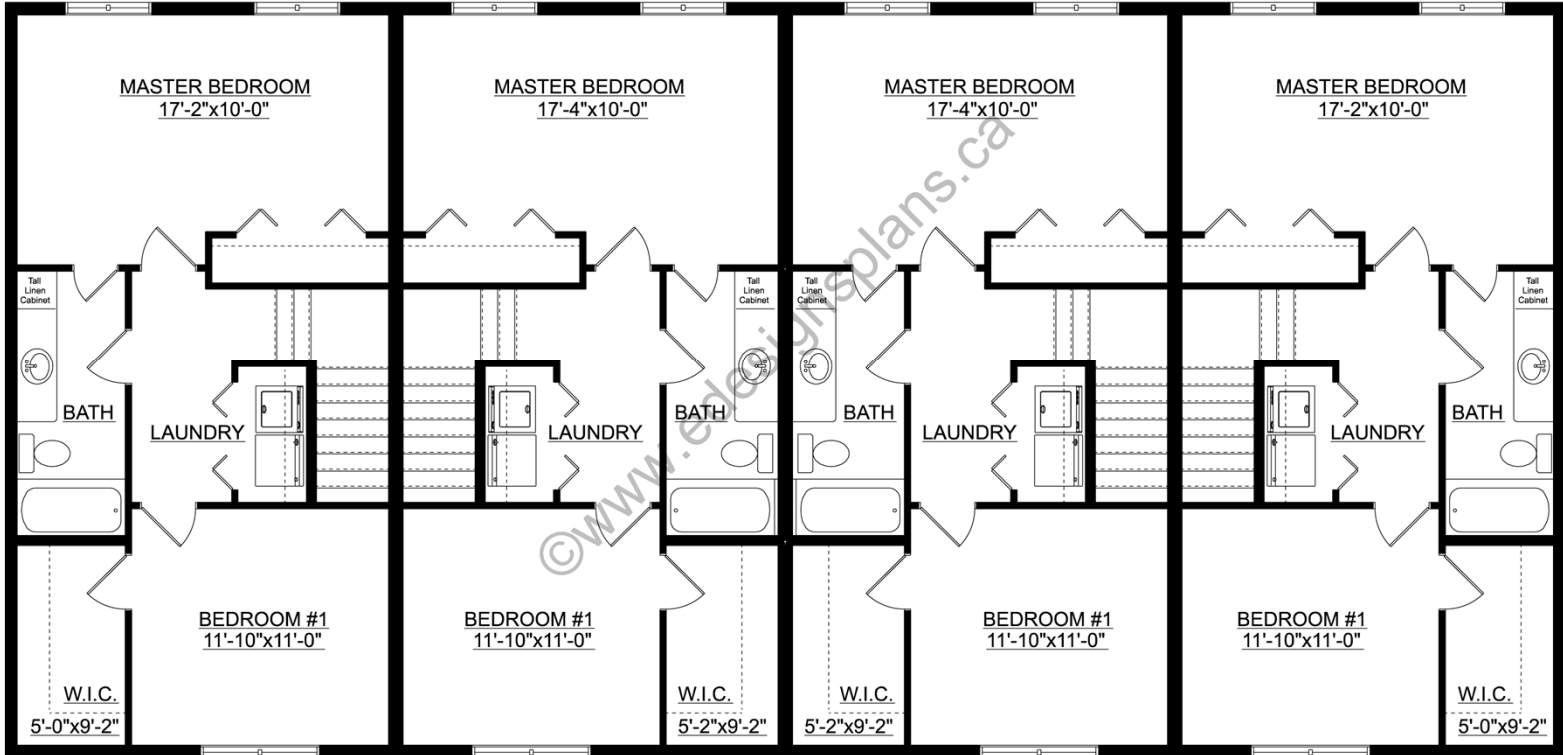 MASTER BEDROOM
17'-2"x10'-0"
MASTER BEDROOM
17'-4"x10'-0"
MASTER BEDROOM
17'-4"x10'-0"
MASTER BEDROOM
17'-2"x10'-0"
Tall
Linen
Cabinet
Tall
Linen
Cabinet
Tall
Linen
Cabinet
Tall
Linen
Cabinet
BATH
LAUNDRY
LAUNDRY
BATH
BATH
LAUNDRY
LAUNDRY
BATH
©www.edesignsplans.ca
BEDROOM #1
11'-10"x11'-0"
BEDROOM #1
11'-10"x11'-0"
BEDROOM #1
11'-10"x11'-0"
BEDROOM #1
11'-10"x11'-0"
W.I.C.
5'-0"x9'-2"
W.I.C.
5'-2"x9'-2"
W.I.C.
5'-2"x9'-2"
W.I.C.
5'-0"x9'-2"